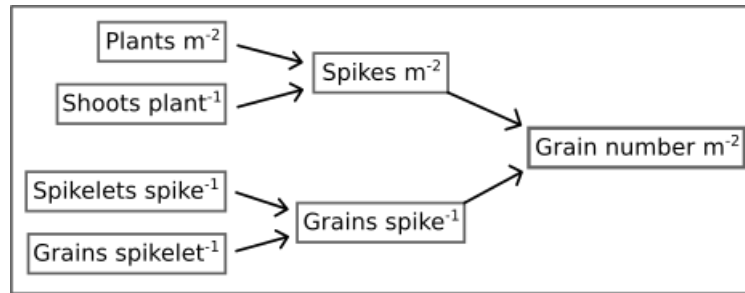 Plants m⁻²
Shoots plant⁻¹
Spikes m⁻²
Grain number m⁻²
Spikelets spike⁻¹
Grains spikelet⁻¹
Grains spike⁻¹